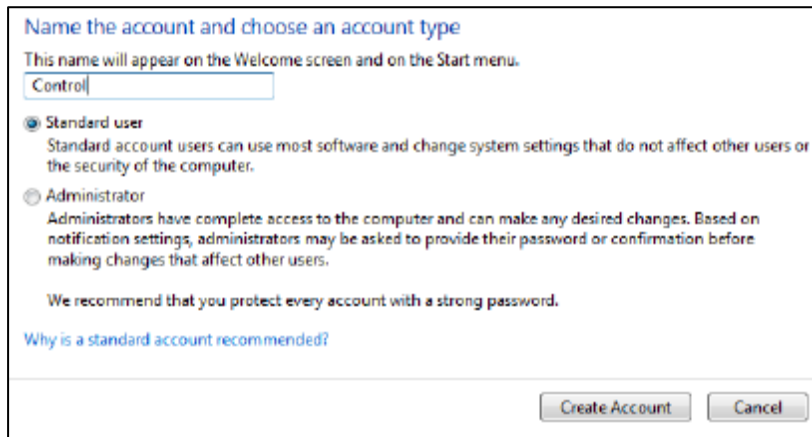 Name the account and choose an account type
This name will appear on the Welcome screen and on the Start menu.
Control
Standard user
Standard account users can use most software and change system settings that do not affect other users or
the security of the computer.
Administrator
Administrators have complete access to the computer and can make any desired changes. Based on
notification settings, administrators may be asked to provide their password or confirmation before
making changes that affect other users.
We recommend that you protect every account with a strong password.
Why is a standard account recommended?
Create Account Cancel